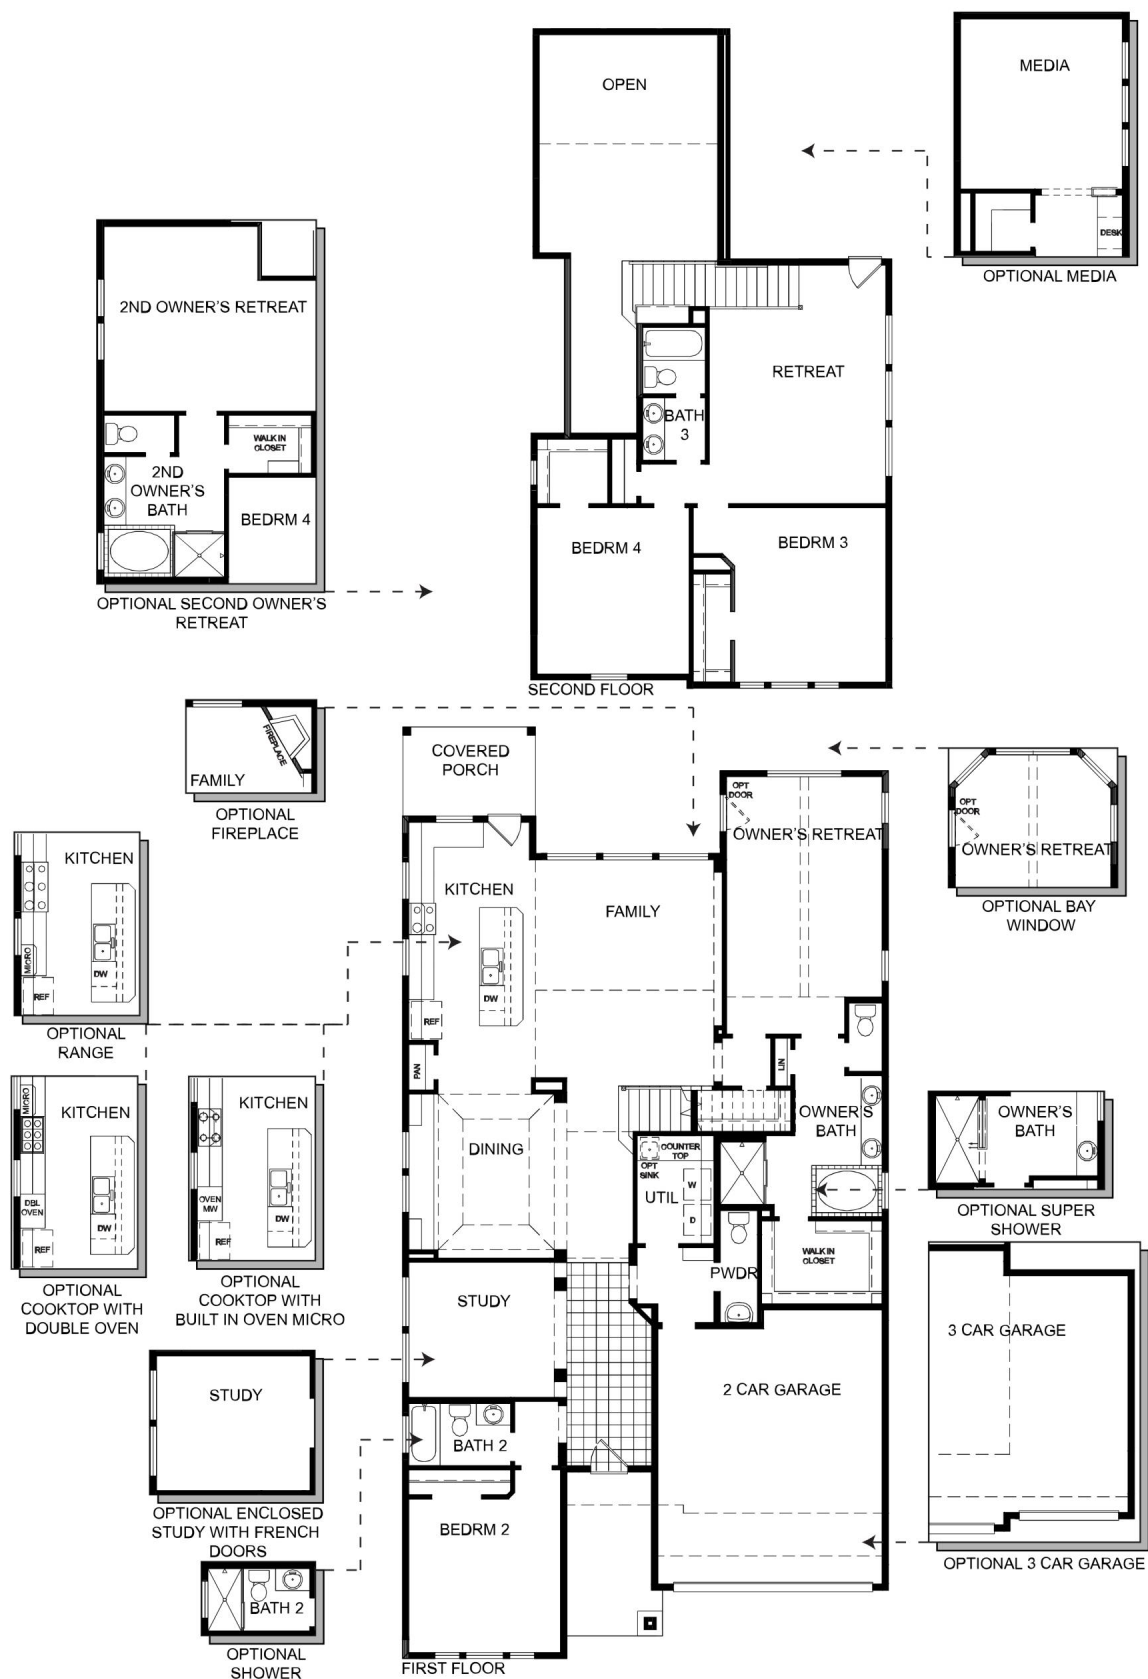 OPEN
MEDIA
DESK
OPTIONAL MEDIA
2ND OWNER'S RETREAT
WALK IN
CLOSET
2ND
OWNER'S
BATH
BEDRM 4
OPTIONAL SECOND OWNER'S
RETREAT
RETREAT
BATH
3
BEDRM 4
BEDRM 3
SECOND FLOOR
FIREPLACE
FAMILY
OPTIONAL
FIREPLACE
COVERED
PORCH
OPT
DOOR
OWNER'S RETREAT
OPT
DOOR
OWNER'S RETREAT
OPTIONAL BAY
WINDOW
KITCHEN
MICRO
DW
REF
OPTIONAL
RANGE
KITCHEN
DW
REF
PAN
FAMILY
LIN
MICRO
KITCHEN
DBL
OVEN
DW
REF
OPTIONAL
COOKTOP WITH
DOUBLE OVEN
KITCHEN
OVEN
MW
DW
REF
OPTIONAL
COOKTOP WITH
BUILT IN OVEN MICRO
DINING
COUNTER
TOP
OPT
SINK
W
D
UTIL
OWNER'S
BATH
OWNER'S
BATH
OPTIONAL SUPER
SHOWER
PWDR
WALK IN
CLOSET
STUDY
STUDY
OPTIONAL ENCLOSED
STUDY WITH FRENCH
DOORS
2 CAR GARAGE
3 CAR GARAGE
OPTIONAL 3 CAR GARAGE
BATH 2
BEDRM 2
BATH 2
OPTIONAL
SHOWER
FIRST FLOOR